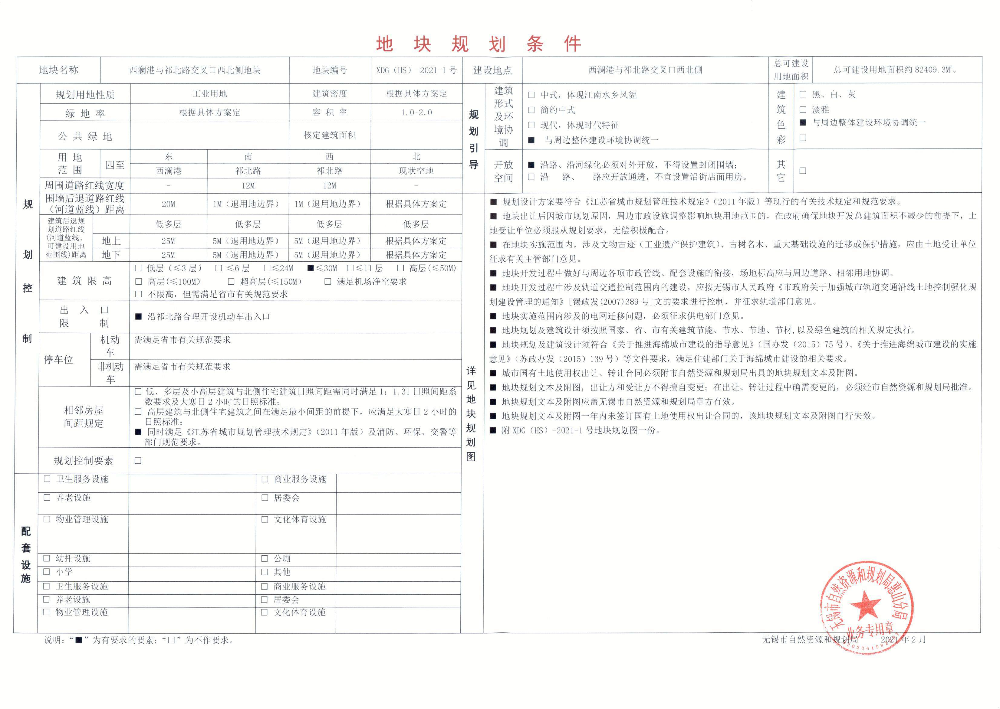 地块规划条件
地块名称 西澜港与祁北路交叉口西北侧地块 地块编号 XDG（HS）-2021-1 号 建设地点 西澜港与祁北路交叉口西北侧 总可建设用地面积 总可建设用地面积约 82409.3M²。
规划控制
规划用地性质 工业用地 建筑密度 根据具体方案定
绿地率 根据具体方案定 容积率 1.0-2.0
公共绿地 核定建筑面积
用地范围 四至 东 南 西 北
西澜港 祁北路 祁北路 现状空地
周围道路红线宽度 - 12M 12M -
围墙后退道路红线（河道蓝线）距离 20M 1M（退用地边界） 1M（退用地边界） 根据具体方案定
建筑后退规划道路红线(河道蓝线、可建设用地范围线)距离 低多层 低多层 低多层 低多层
地上 25M 5M（退用地边界） 5M（退用地边界） 根据具体方案定
地下 25M 5M（退用地边界） 5M（退用地边界） 根据具体方案定
建筑限高
□ 低层（≤3 层） □ ≤6 层 □≤24M ■≤30M □≤11 层 □ 高层(≤50M)
□ 高层(≤100M） □ 超高层(≤150M） □ 满足机场净空要求
□ 不限高，但需满足省市有关规范要求
出入口限制 ■ 沿祁北路合理开设机动车出入口
停车位 机动车 需满足省市有关规范要求
非机动车 需满足省市有关规范要求
相邻房屋间距规定
□ 低、多层及小高层建筑与北侧住宅建筑日照间距需同时满足 1：1.31 日照间距系
数要求及大寒日 2 小时的日照标准；
□ 高层建筑与北侧住宅建筑之间在满足最小间距的前提下，应满足大寒日 2 小时的
日照标准；
■ 同时满足《江苏省城市规划管理技术规定》（2011 年版）及消防、环保、交警等
部门规范要求。
规划控制要素 □
配套设施
□ 卫生服务设施 □ 商业服务设施
□ 养老设施 □ 居委会
□ 物业管理设施 □ 文化体育设施
□ 幼托设施 □ 公厕
□ 小学 □ 其他
□ 卫生服务设施 □ 商业服务设施
□ 养老设施 □ 居委会
□ 物业管理设施 □ 文化体育设施
规划引导
建筑形式及环境协调
□ 中式，体现江南水乡风貌
□ 简约中式
□ 现代，体现时代特征
■ 与周边整体建设环境协调统一
建筑色彩
□ 黑、白、灰
□ 淡雅
■ 与周边整体建设环境协调统一
□
开放空间
■ 沿路、沿河绿化必须对外开放，不得设置封闭围墙；
□ 沿 路、 路应开放通透，不宜设置沿街店面用房。
其它 □
详见地块规划图
■ 规划设计方案要符合《江苏省城市规划管理技术规定》（2011 年版）等现行的有关技术规定和规范要求。
■ 地块出让后因城市规划原因，周边市政设施调整影响地块用地范围的，在政府确保地块开发总建筑面积不减少的前提下，土
地受让单位必须服从规划要求，无偿积极配合。
■ 在地块实施范围内，涉及文物古迹（工业遗产保护建筑）、古树名木、重大基础设施的迁移或保护措施，应由土地受让单位
征求有关主管部门意见。
■ 地块开发过程中做好与周边各项市政管线、配套设施的衔接，场地标高应与周边道路、相邻用地协调。
■ 地块开发过程中涉及轨道交通控制范围内的建设，应按无锡市人民政府《市政府关于加强城市轨道交通沿线土地控制强化规
划建设管理的通知》[锡政发(2007)389 号]文的要求进行控制，并征求轨道部门意见。
■ 地块实施范围内涉及的电网迁移问题，必须征求供电部门意见。
■ 地块规划及建筑设计须按照国家、省、市有关建筑节能、节水、节地、节材,以及绿色建筑的相关规定执行。
■ 地块规划及建筑设计须符合《关于推进海绵城市建设的指导意见》（国办发（2015）75 号）、《关于推进海绵城市建设的实施
意见》（苏政办发（2015）139 号）等文件要求，满足住建部门关于海绵城市建设的相关要求。
■ 城市国有土地使用权出让、转让合同必须附市自然资源和规划局出具的地块规划文本及附图。
■ 地块规划文本及附图，出让方和受让方不得擅自变更；在出让、转让过程中确需变更的，必须经市自然资源和规划局批准。
■ 地块规划文本及附图应盖无锡市自然资源和规划局章方有效。
■ 地块规划文本及附图一年内未签订国有土地使用权出让合同的，该地块规划文本及附图自行失效。
■ 附 XDG（HS）-2021-1 号地块规划图一份。
说明：“■”为有要求的要素；“□”为不作要求。
无锡市自然资源和规划局 2021 年 2 月
无锡市自然资源和规划局惠山分局
业务专用章